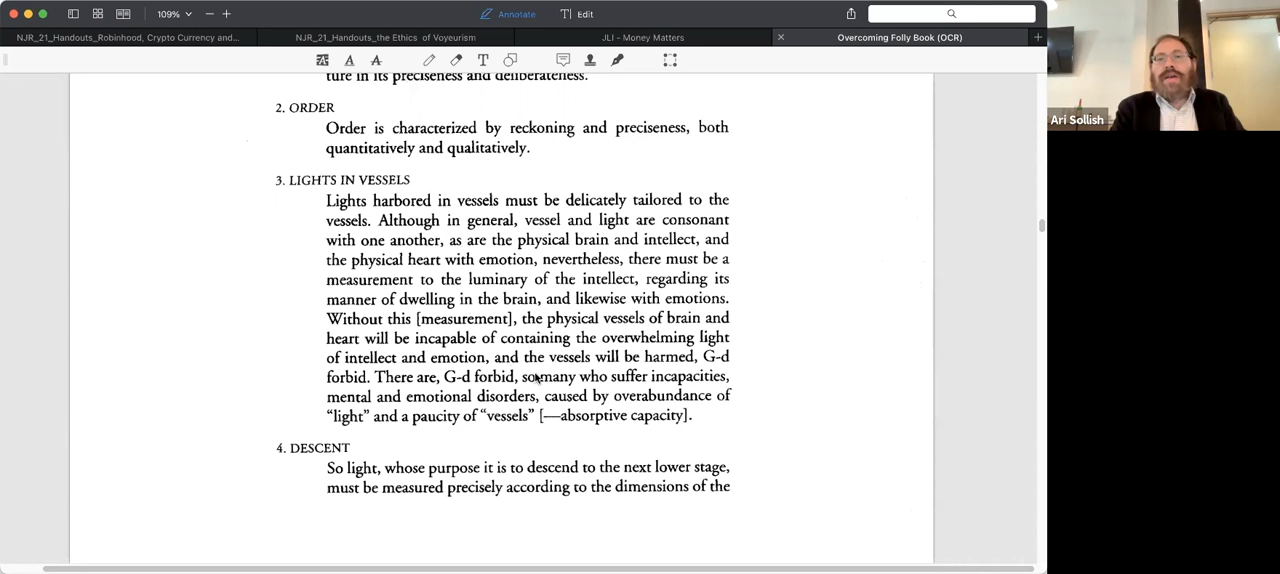 109%
Annotate
Edit
NJR_21_Handouts_Robinhood, Crypto Currency and...
NJR_21_Handouts_the Ethics of Voyeurism
JLI - Money Matters
Overcoming Folly Book (OCR)
ture in its preciseness and deliberateness.
2. ORDER
Order is characterized by reckoning and preciseness, both
quantitatively and qualitatively.
3. LIGHTS IN VESSELS
Lights harbored in vessels must be delicately tailored to the
vessels. Although in general, vessel and light are consonant
with one another, as are the physical brain and intellect, and
the physical heart with emotion, nevertheless, there must be a
measurement to the luminary of the intellect, regarding its
manner of dwelling in the brain, and likewise with emotions.
Without this [measurement], the physical vessels of brain and
heart will be incapable of containing the overwhelming light
of intellect and emotion, and the vessels will be harmed, G-d
forbid. There are, G-d forbid, so many who suffer incapacities,
mental and emotional disorders, caused by overabundance of
“light” and a paucity of “vessels” [—absorptive capacity].
4. DESCENT
So light, whose purpose it is to descend to the next lower stage,
must be measured precisely according to the dimensions of the
Ari Sollish